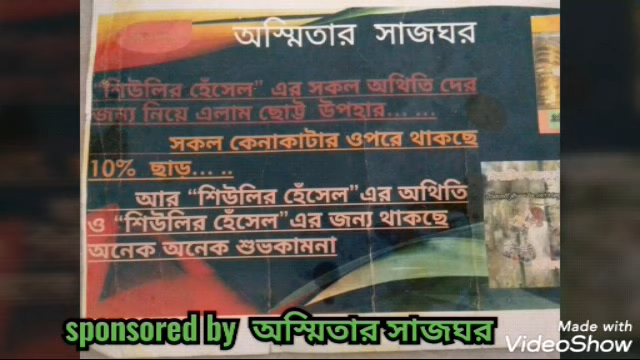 অস্মিতার সাজঘর
"শিউলির হেঁসেল" এর সকল অথিতি দের
জন্য নিয়ে এলাম ছোট্ট উপহার... ...
সকল কেনাকাটার ওপরে থাকছে
10% ছাড়... ..
আর “শিউলির হেঁসেল”এর অথিতি
ও “শিউলির হেঁসেল”এর জন্য থাকছে
অনেক অনেক শুভকামনা
sponsored by অস্মিতার সাজঘর
Made with
VideoShow